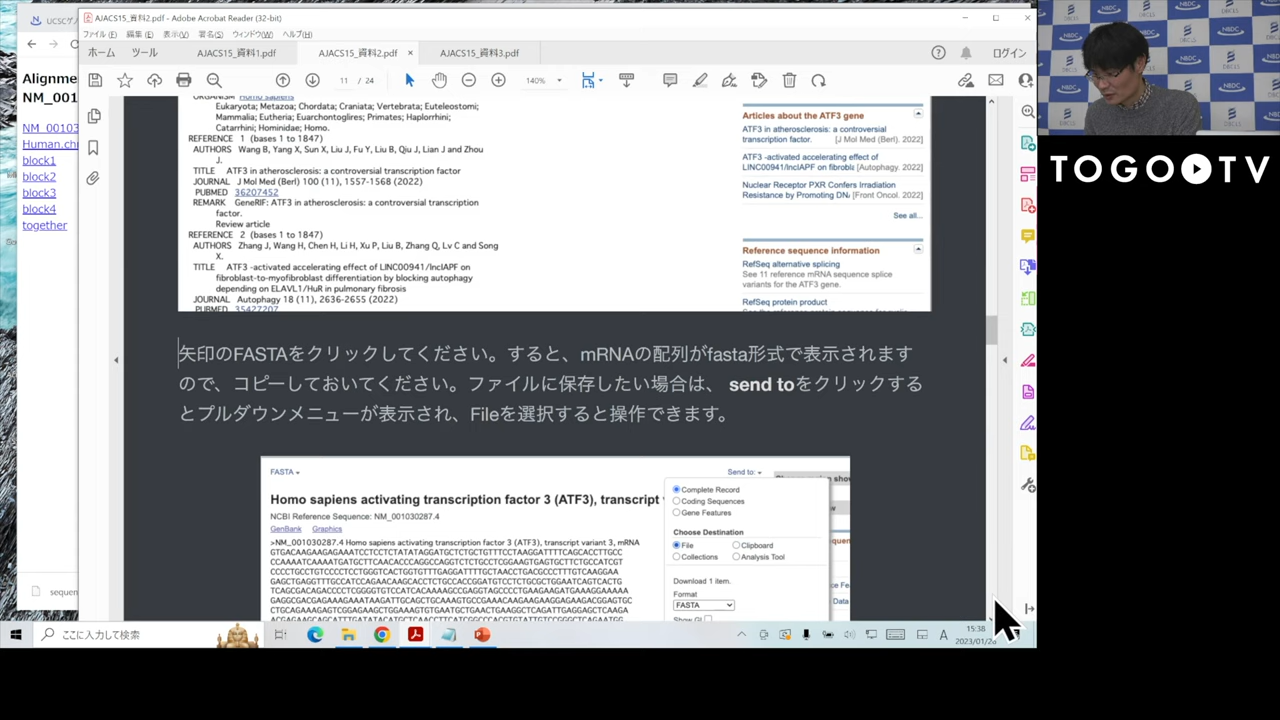 UCSCゲノ
AJACS15_資料2.pdf - Adobe Acrobat Reader (32-bit)
ファイル(F) 編集(E) 表示(V) 署名(S) ウィンドウ(W) ヘルプ(H)
ホーム ツール AJACS15_資料1.pdf AJACS15_資料2.pdf × AJACS15_資料3.pdf ログイン
11 / 24 140%
Alignme
NM_001
NM_00103
Human.ch
block1
block2
block3
block4
together
sequen
ORGANISM Homo sapiens
Eukaryota; Metazoa; Chordata; Craniata; Vertebrata; Euteleostomi;
Mammalia; Eutheria; Euarchontoglires; Primates; Haplorrhini;
Catarrhini; Hominidae; Homo.
REFERENCE 1 (bases 1 to 1847)
AUTHORS Wang B, Yang X, Sun X, Liu J, Fu Y, Liu B, Qiu J, Lian J and Zhou
J.
TITLE ATF3 in atherosclerosis: a controversial transcription factor
JOURNAL J Mol Med (Berl) 100 (11), 1557-1568 (2022)
PUBMED 36207452
REMARK GeneRIF: ATF3 in atherosclerosis: a controversial transcription
factor.
Review article
REFERENCE 2 (bases 1 to 1847)
AUTHORS Zhang J, Wang H, Chen H, Li H, Xu P, Liu B, Zhang Q, Lv C and Song
X.
TITLE ATF3 -activated accelerating effect of LINC00941/lncIAPF on
fibroblast-to-myofibroblast differentiation by blocking autophagy
depending on ELAVL1/HuR in pulmonary fibrosis
JOURNAL Autophagy 18 (11), 2636-2655 (2022)
PUBMED 35427207
Articles about the ATF3 gene
ATF3 in atherosclerosis: a controversial
transcription factor. [J Mol Med (Berl). 2022]
ATF3 -activated accelerating effect of
LINC00941/lncIAPF on fibrobla [Autophagy. 2022]
Nuclear Receptor PXR Confers Irradiation
Resistance by Promoting DNA [Front Oncol. 2022]
See all...
Reference sequence information
RefSeq alternative splicing
See 11 reference mRNA sequence splice
variants for the ATF3 gene.
RefSeq protein product
矢印のFASTAをクリックしてください。すると、mRNAの配列がfasta形式で表示されます
ので、コピーしておいてください。ファイルに保存したい場合は、 send toをクリックする
とプルダウンメニューが表示され、Fileを選択すると操作できます。
FASTA Send to:
Homo sapiens activating transcription factor 3 (ATF3), transcript
NCBI Reference Sequence: NM_001030287.4
GenBank Graphics
>NM_001030287.4 Homo sapiens activating transcription factor 3 (ATF3), transcript variant 3, mRNA
Complete Record
Coding Sequences
Gene Features
Choose Destination
File Clipboard
Collections Analysis Tool
Download 1 item.
Format
FASTA
Show GI
ここに入力して検索
A 15:38
TOGO TV
NBDC
DBCLS